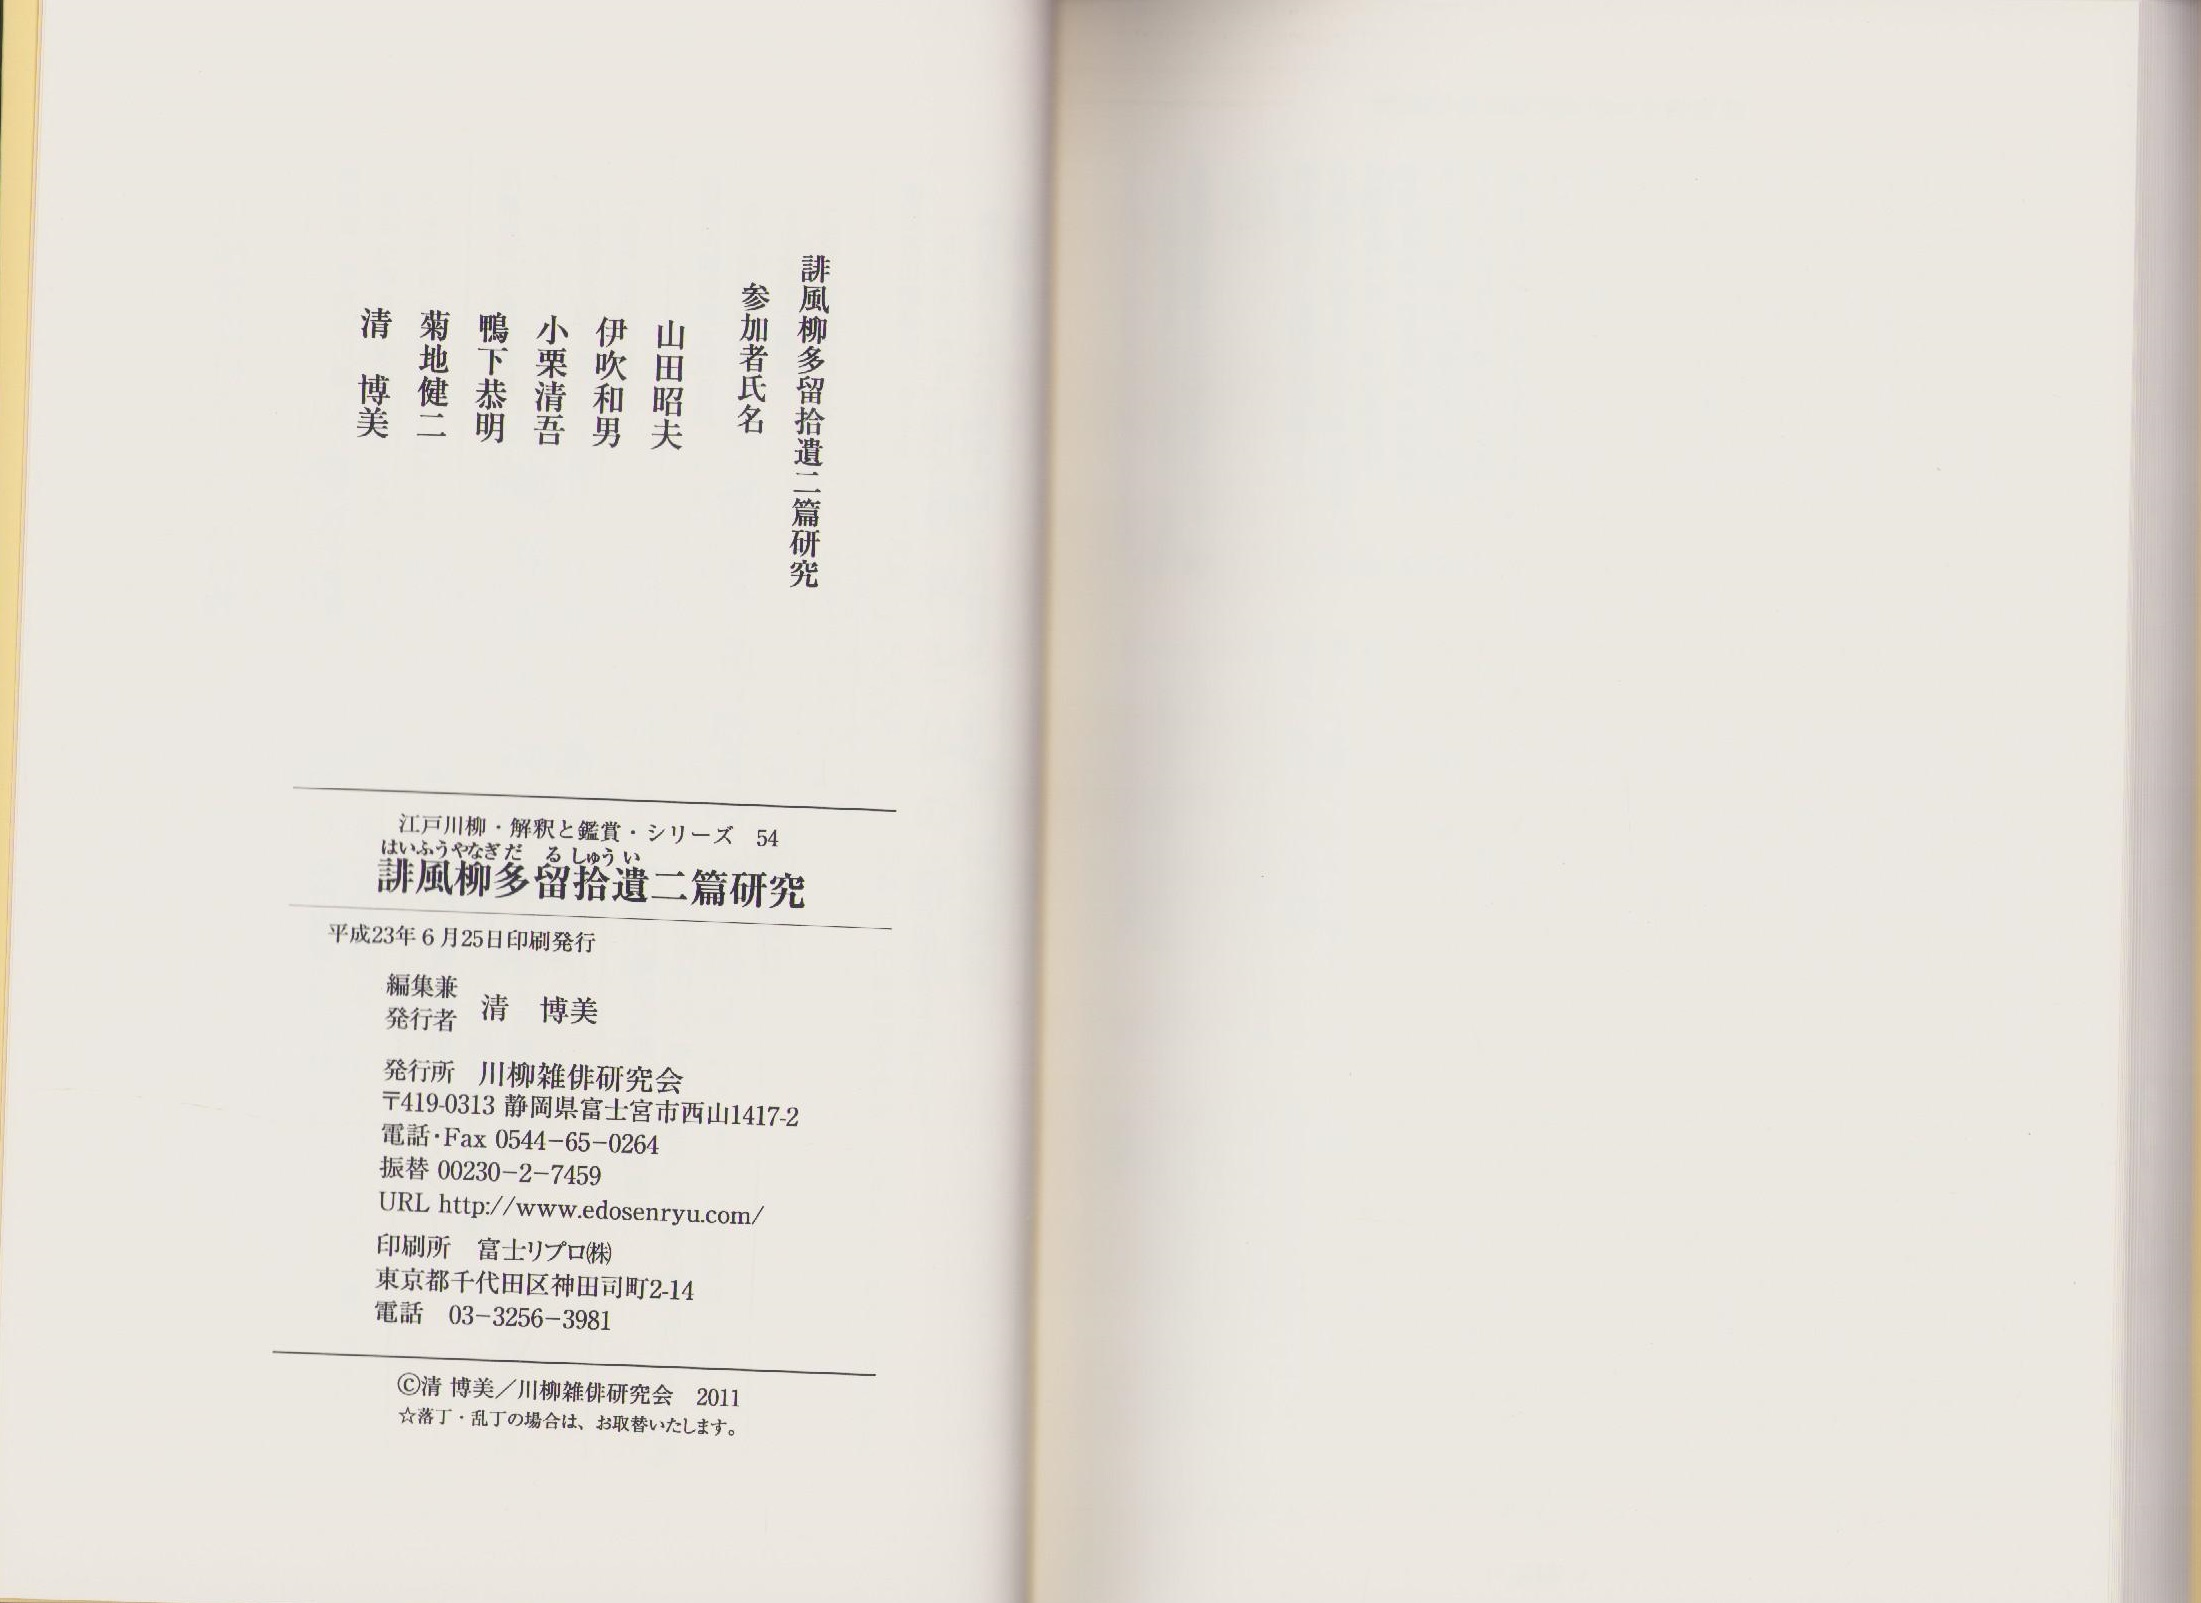 誹風柳多留拾遺二篇研究
参加者氏名
山田昭夫
伊吹和男
小栗清吾
鴨下恭明
菊地健二
清　博美
江戸川柳・解釈と鑑賞・シリーズ　54
はいふうやなぎだるしゅうい
誹風柳多留拾遺二篇研究
平成23年6月25日印刷発行
編集兼
発行者　清　博美
発行所　川柳雑俳研究会
〒419-0313 静岡県富士宮市西山1417-2
電話・Fax 0544-65-0264
振替 00230-2-7459
URL http://www.edosenryu.com/
印刷所　富士リプロ㈱
東京都千代田区神田司町2-14
電話　03-3256-3981
©清 博美／川柳雑俳研究会　2011
☆落丁・乱丁の場合は、お取替いたします。